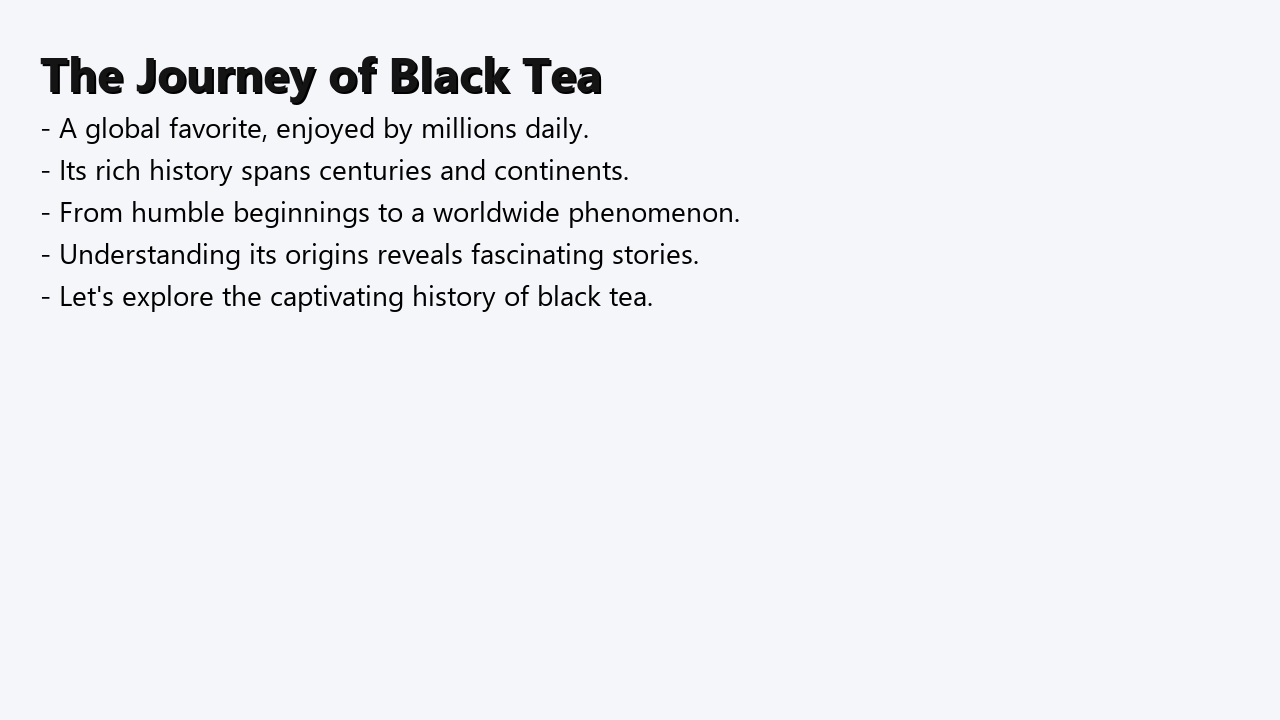 The Journey of Black Tea
- A global favorite, enjoyed by millions daily.
- Its rich history spans centuries and continents.
- From humble beginnings to a worldwide phenomenon.
- Understanding its origins reveals fascinating stories.
- Let's explore the captivating history of black tea.